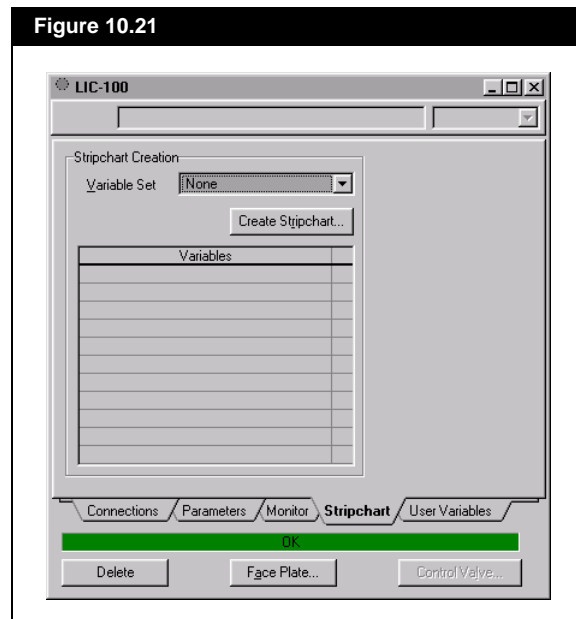 Figure 10.21
LIC-100
Stripchart Creation
Variable Set None
Create Stripchart...
Variables
Connections Parameters Monitor Stripchart User Variables
OK
Delete Face Plate... Control Valve...